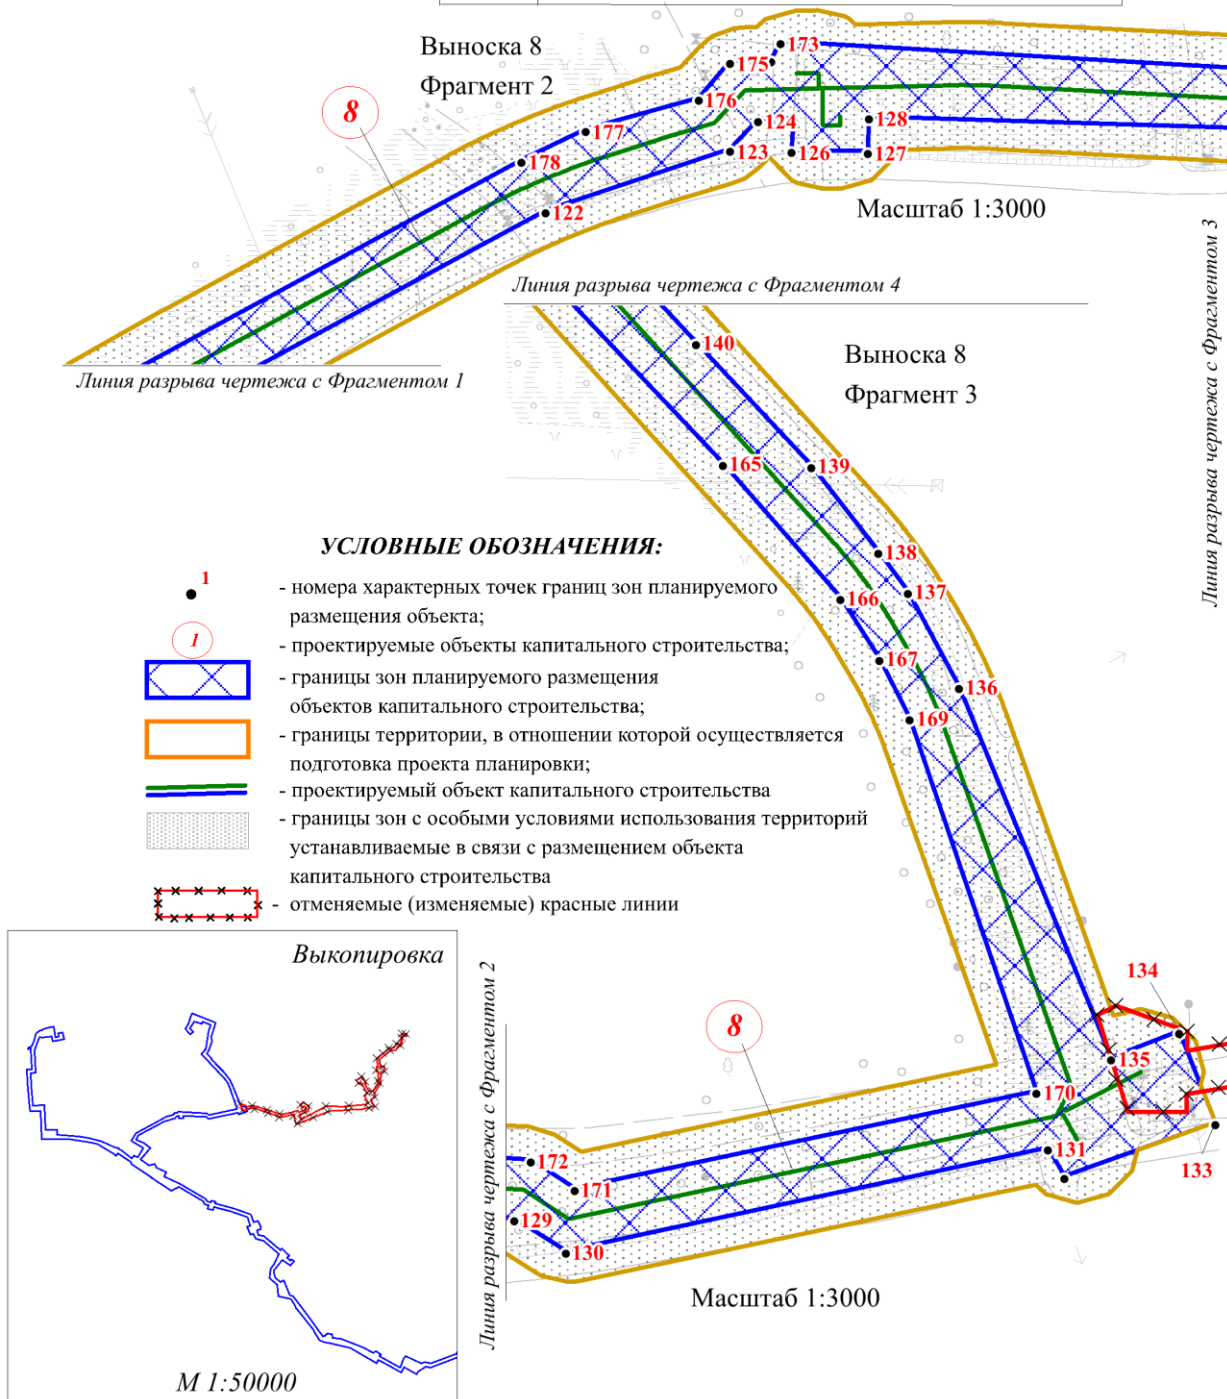 Выноска 8
Фрагмент 2
8
173
175
176
124
128
177
123
126
127
178
122
Масштаб 1:3000
Линия разрыва чертежа с Фрагментом 3
Линия разрыва чертежа с Фрагментом 1
Линия разрыва чертежа с Фрагментом 4
Выноска 8
Фрагмент 3
140
165
139
138
137
166
167
136
169
УСЛОВНЫЕ ОБОЗНАЧЕНИЯ:
1
- номера характерных точек границ зон планируемого
размещения объекта;
1
- проектируемые объекты капитального строительства;
- границы зон планируемого размещения
объектов капитального строительства;
- границы территории, в отношении которой осуществляется
подготовка проекта планировки;
- проектируемый объект капитального строительства
- границы зон с особыми условиями использования территорий
устанавливаемые в связи с размещением объекта
капитального строительства
- отменяемые (изменяемые) красные линии
Выкопировка
М 1:50000
Линия разрыва чертежа с Фрагментом 2
8
134
135
170
131
133
172
171
129
130
Масштаб 1:3000